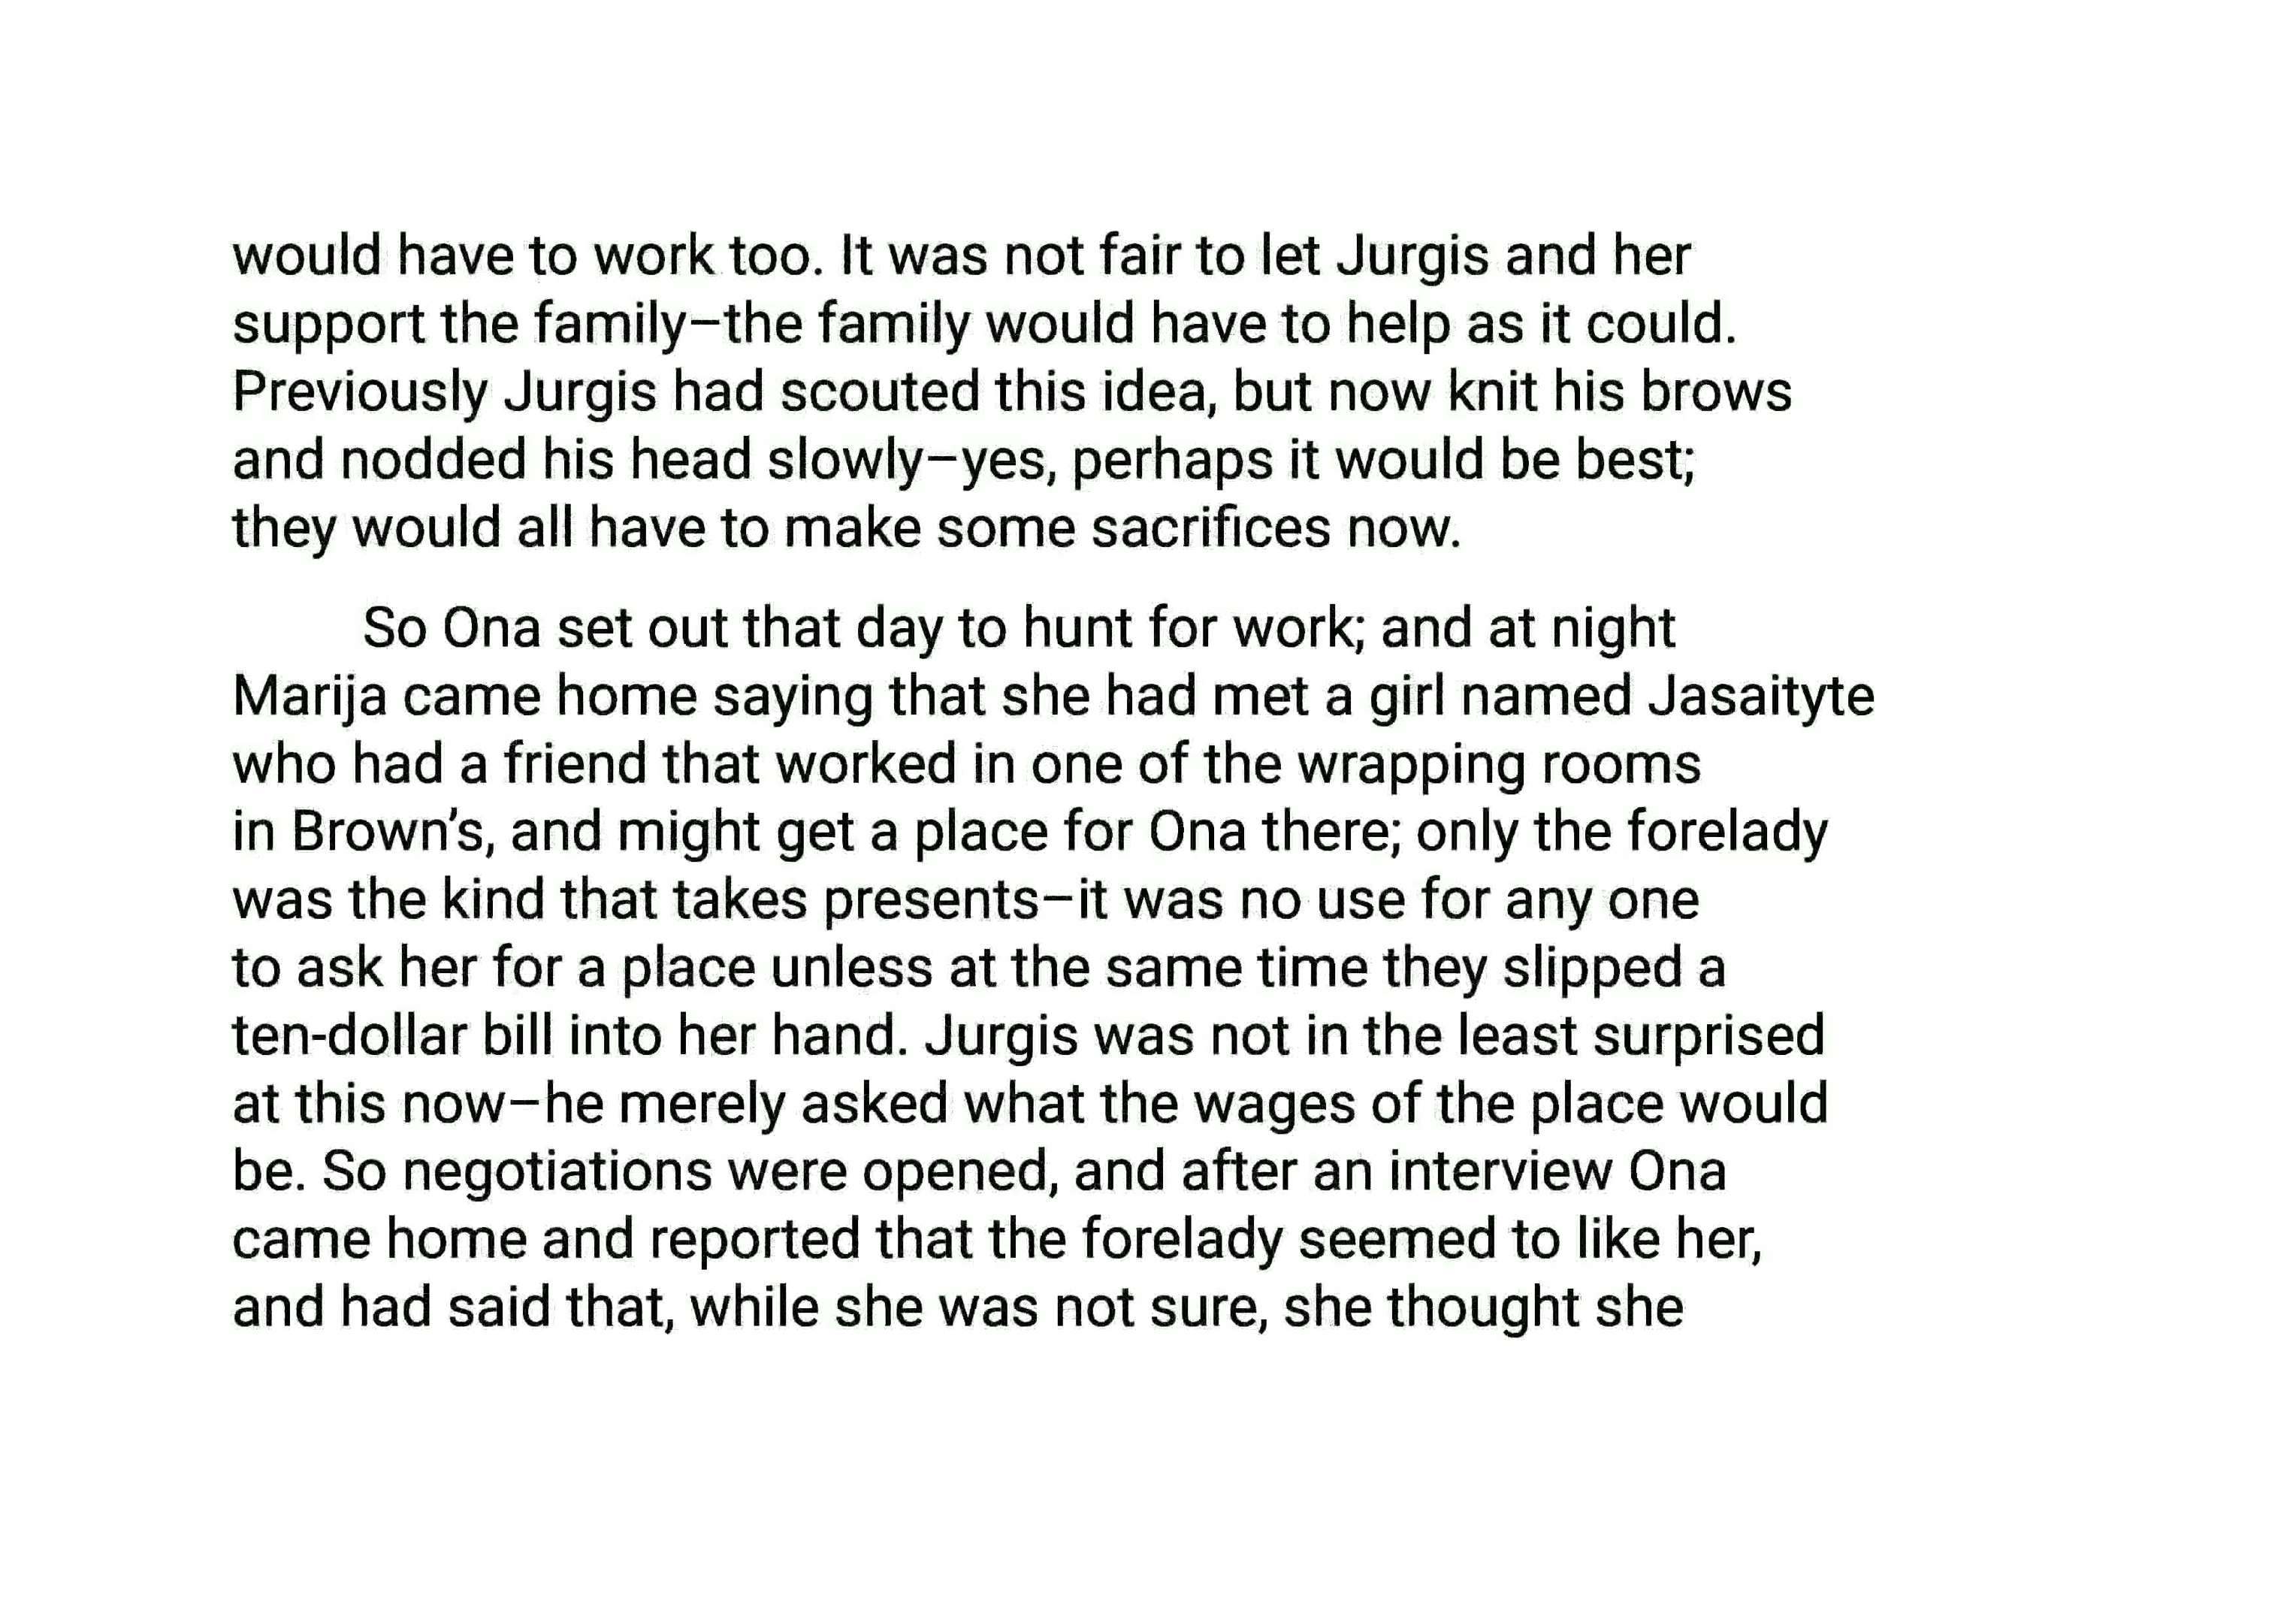 would have to work too. It was not fair to let Jurgis and her
support the family–the family would have to help as it could.
Previously Jurgis had scouted this idea, but now knit his brows
and nodded his head slowly–yes, perhaps it would be best;
they would all have to make some sacrifices now.
So Ona set out that day to hunt for work; and at night
Marija came home saying that she had met a girl named Jasaityte
who had a friend that worked in one of the wrapping rooms
in Brown’s, and might get a place for Ona there; only the forelady
was the kind that takes presents–it was no use for any one
to ask her for a place unless at the same time they slipped a
ten-dollar bill into her hand. Jurgis was not in the least surprised
at this now–he merely asked what the wages of the place would
be. So negotiations were opened, and after an interview Ona
came home and reported that the forelady seemed to like her,
and had said that, while she was not sure, she thought she